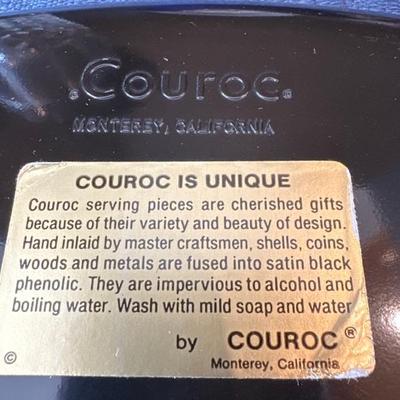 .Couroc.
MONTEREY, CALIFORNIA
COUROC IS UNIQUE
Couroc serving pieces are cherished gifts
because of their variety and beauty of design.
Hand inlaid by master craftsmen, shells, coins,
woods and metals are fused into satin black
phenolic. They are impervious to alcohol and
boiling water. Wash with mild soap and water
by COUROC®
© Monterey, California